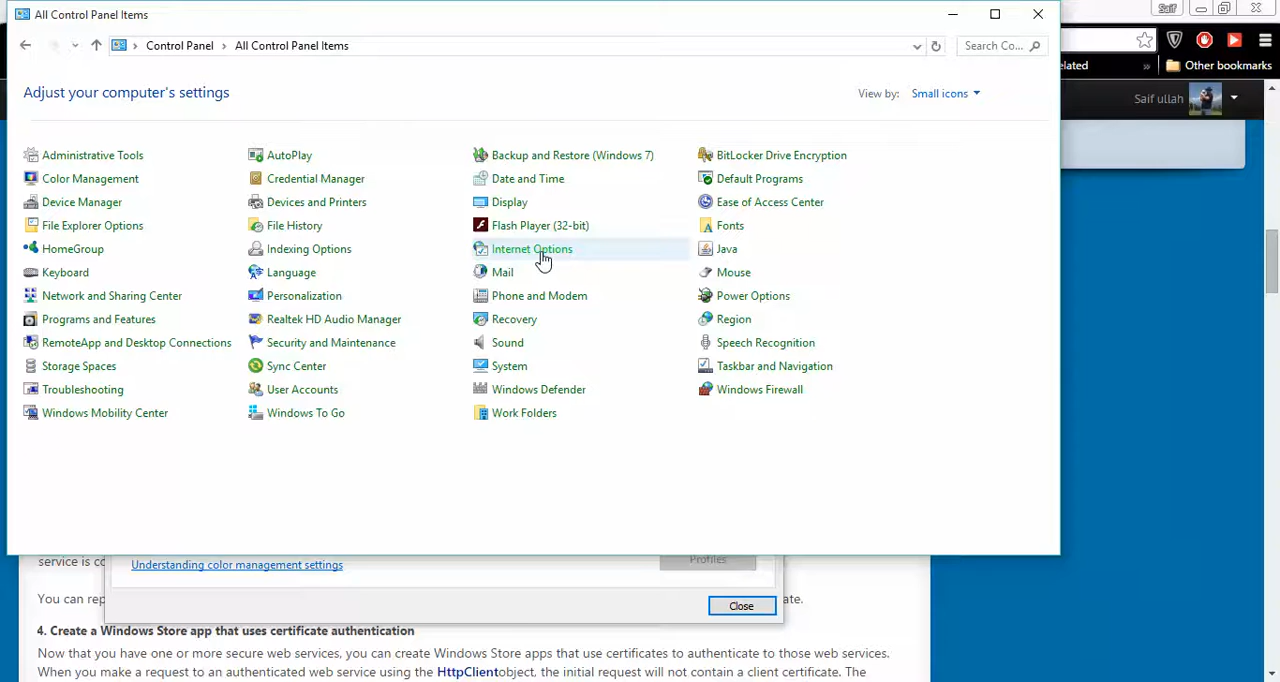 All Control Panel Items
Saif
Control Panel › All Control Panel Items
Search Co...
elated » Other bookmarks
Saif ullah
Adjust your computer's settings
View by: Small icons
Administrative Tools AutoPlay Backup and Restore (Windows 7) BitLocker Drive Encryption
Color Management Credential Manager Date and Time Default Programs
Device Manager Devices and Printers Display Ease of Access Center
File Explorer Options File History Flash Player (32-bit) Fonts
HomeGroup Indexing Options Internet Options Java
Keyboard Language Mail Mouse
Network and Sharing Center Personalization Phone and Modem Power Options
Programs and Features Realtek HD Audio Manager Recovery Region
RemoteApp and Desktop Connections Security and Maintenance Sound Speech Recognition
Storage Spaces Sync Center System Taskbar and Navigation
Troubleshooting User Accounts Windows Defender Windows Firewall
Windows Mobility Center Windows To Go Work Folders
service is co
Understanding color management settings
Profiles
You can rep
ate.
Close
4. Create a Windows Store app that uses certificate authentication
Now that you have one or more secure web services, you can create Windows Store apps that use certificates to authenticate to those web services.
When you make a request to an authenticated web service using the HttpClientobject, the initial request will not contain a client certificate. The